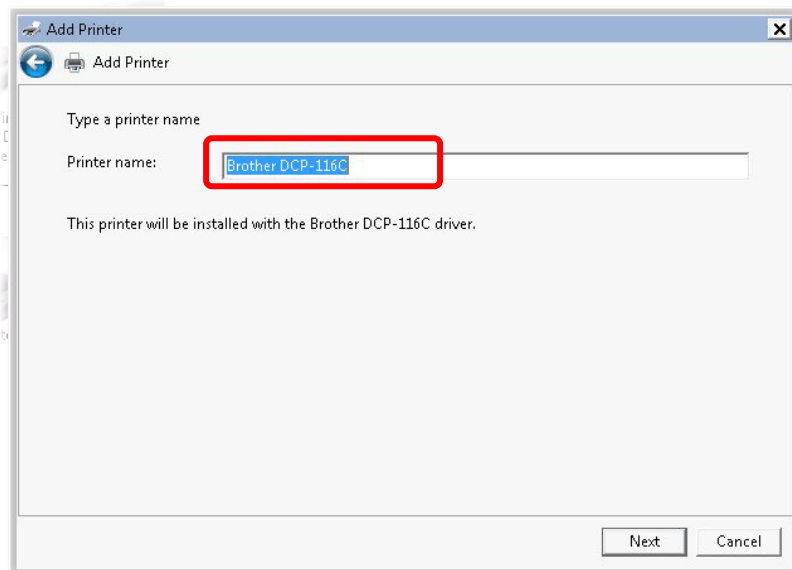 Add Printer
Add Printer
Type a printer name
Printer name: Brother DCP-116C
This printer will be installed with the Brother DCP-116C driver.
Next Cancel